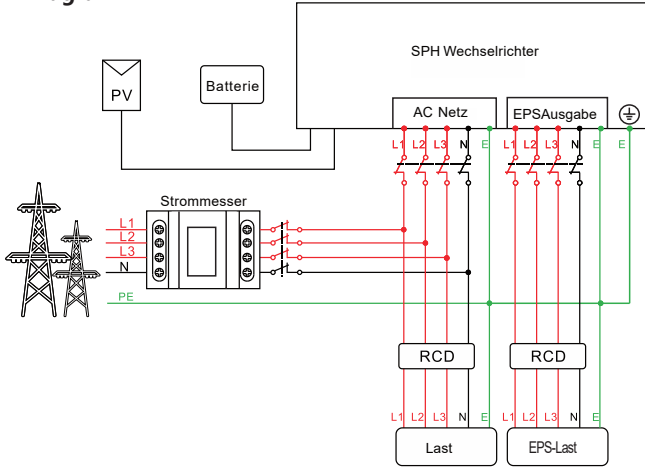 SPH Wechselrichter
PV
Batterie
AC Netz
EPSAusgabe
L1 L2 L3 N E
L1 L2 L3 N E E
Strommesser
L1
L2
L3
N
PE
RCD
RCD
L1 L2 L3 N E
L1 L2 L3 N E
Last
EPS-Last